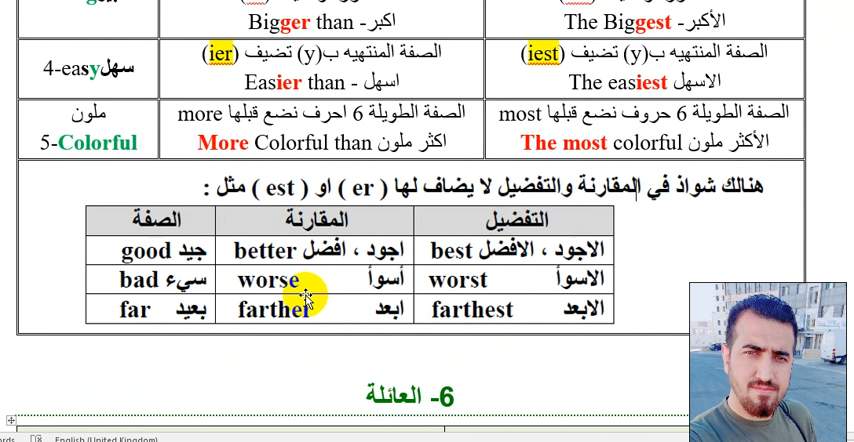 Bigger than اكبر-
The Biggest- الأكبر
4-easy سهل
الصفة المنتهيه ب(y) تضيف (ier)
Easier than - اسهل
الصفة المنتهيه ب(y) تضيف (iest)
The easiest الاسهل
ملون
5-Colorful
الصفة الطويلة 6 احرف نضع قبلها more
More Colorful than اكثر ملون
الصفة الطويلة 6 حروف نضع قبلها most
The most colorful الأكثر ملون
هنالك شواذ في المقارنة والتفضيل لا يضاف لها ( er ) او ( est ) مثل :
الصفة المقارنة التفضيل
good جيد better اجود ، افضل best الاجود ، الافضل
bad سيء worse أسوأ worst الاسوأ
far بعيد farther ابعد farthest الابعد
6- العائلة
English (United Kingdom)